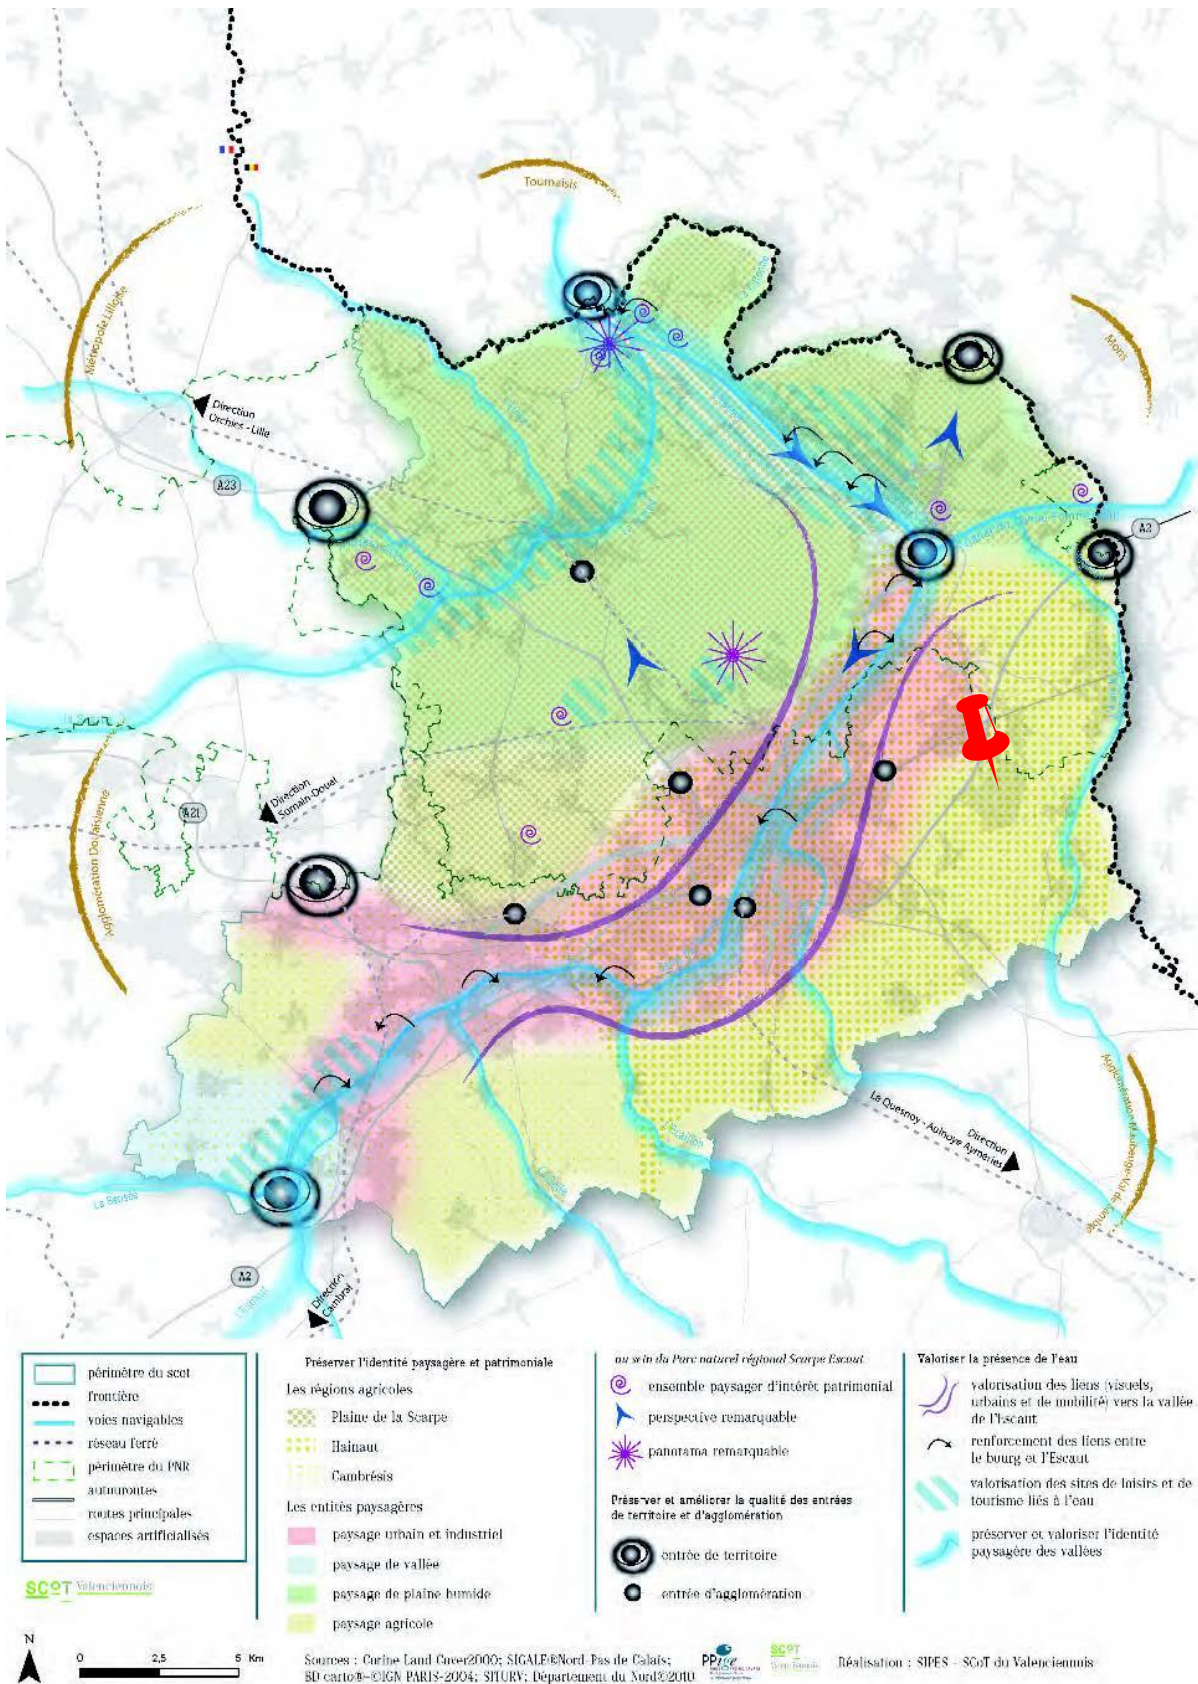 Tournaisis
Métropole Lilloise
Mons
Direction
Orchies - Lille
A23
A2
Direction
Somain-Douai
A21
Agglomération Douaisienne
Le Quesnoy - Aulnoye Aymeries
Direction
La Sensée
A2
Direction
Cambrai
périmètre du scot
frontière
voies navigables
réseau ferré
périmètre du PNR
autouroutes
routes principales
espaces artificialisés
SCOT Valenciennois
Préserver l'identité paysagère et patrimoniale
Les régions agricoles
Plaine de la Scarpe
Hainaut
Cambrésis
Les entités paysagères
paysage urbain et industriel
paysage de vallée
paysage de plaine humide
paysage agricole
au sein du Parc naturel régional Scarpe Escaut
ensemble paysager d'intérêt patrimonial
perspective remarquable
panorama remarquable
Préserver et améliorer la qualité des entrées
de territoire et d'agglomération
entrée de territoire
entrée d'agglomération
Valoriser la présence de l'eau
valorisation des liens (visuels,
urbains et de mobilité) vers la vallée
de l'Escaut
renforcement des liens entre
le bourg et l'Escaut
valorisation des sites de loisirs et de
tourisme liés à l'eau
préserver et valoriser l'identité
paysagère des vallées
N
0 2,5 5 Km
Sources : Corine Land Cover2000; SIGALE®Nord-Pas de Calais;
BD carto®-©IGN PARIS-2004; SITURV; Département du Nord©2010
PPige
SCOT
Réalisation : SIPES - SCoT du Valenciennois